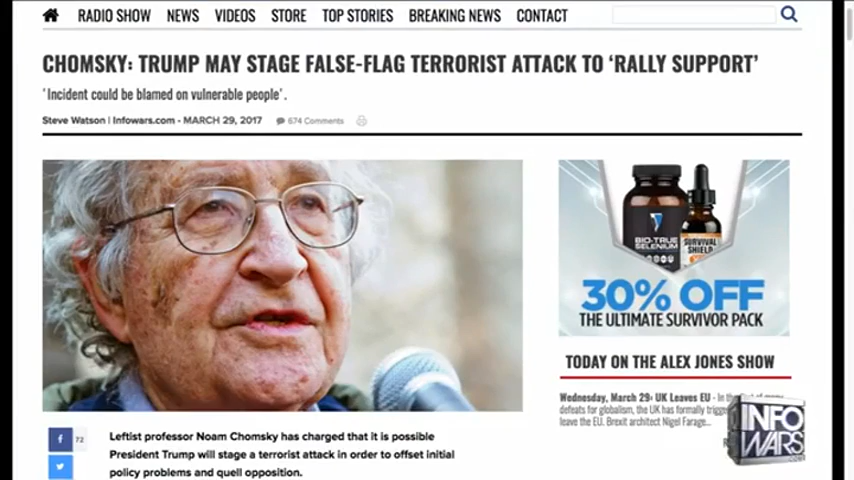 RADIO SHOW NEWS VIDEOS STORE TOP STORIES BREAKING NEWS CONTACT
CHOMSKY: TRUMP MAY STAGE FALSE-FLAG TERRORIST ATTACK TO ‘RALLY SUPPORT’
'Incident could be blamed on vulnerable people'.
Steve Watson | Infowars.com - MARCH 29, 2017 674 Comments
BIO-TRUE
SELENIUM
SURVIVAL
SHIELD
30% OFF
THE ULTIMATE SURVIVOR PACK
TODAY ON THE ALEX JONES SHOW
Wednesday, March 29: UK Leaves EU - In the
defeats for globalism, the UK has formally
leave the EU. Brexit architect Nigel Farage...
72
Leftist professor Noam Chomsky has charged that it is possible
President Trump will stage a terrorist attack in order to offset initial
policy problems and quell opposition.
INFO
WARS